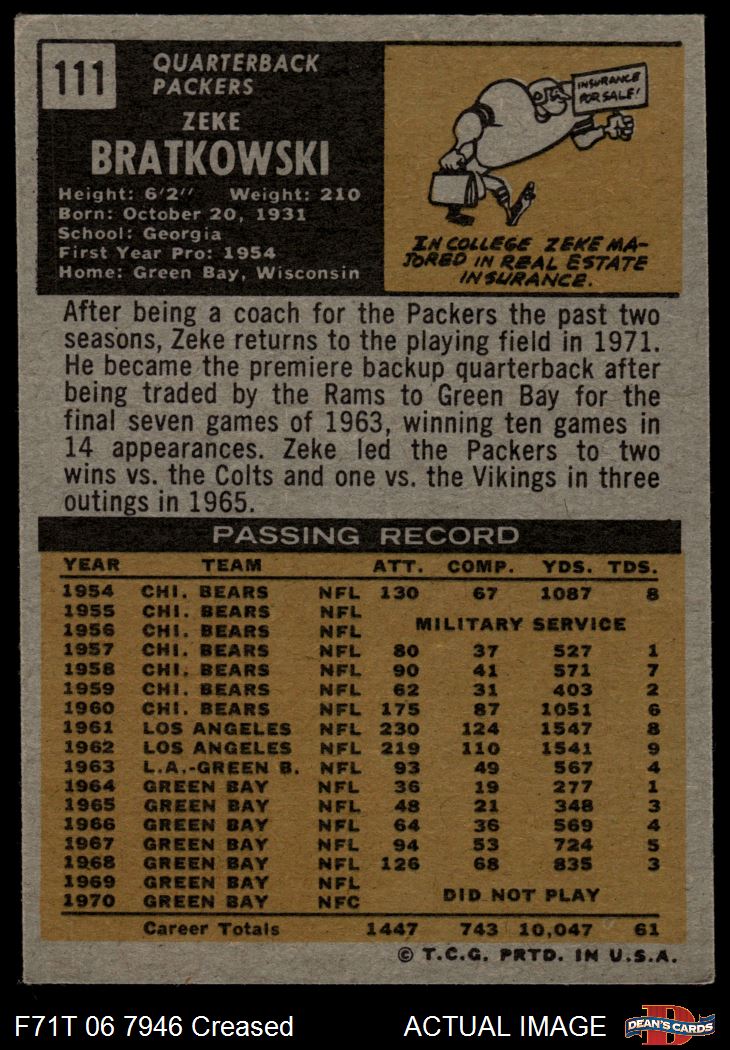 111
QUARTERBACK
PACKERS
ZEKE
BRATKOWSKI
Height: 6'2'' Weight: 210
Born: October 20, 1931
School: Georgia
First Year Pro: 1954
Home: Green Bay, Wisconsin
INSURANCE
FOR SALE!
IN COLLEGE ZEKE MA-
JORED IN REAL ESTATE
INSURANCE.
After being a coach for the Packers the past two
seasons, Zeke returns to the playing field in 1971.
He became the premiere backup quarterback after
being traded by the Rams to Green Bay for the
final seven games of 1963, winning ten games in
14 appearances. Zeke led the Packers to two
wins vs. the Colts and one vs. the Vikings in three
outings in 1965.
PASSING RECORD
YEAR TEAM ATT. COMP. YDS. TDS.
1954 CHI. BEARS NFL 130 67 1087 8
1955 CHI. BEARS NFL
1956 CHI. BEARS NFL MILITARY SERVICE
1957 CHI. BEARS NFL 80 37 527 1
1958 CHI. BEARS NFL 90 41 571 7
1959 CHI. BEARS NFL 62 31 403 2
1960 CHI. BEARS NFL 175 87 1051 6
1961 LOS ANGELES NFL 230 124 1547 8
1962 LOS ANGELES NFL 219 110 1541 9
1963 L.A.-GREEN B. NFL 93 49 567 4
1964 GREEN BAY NFL 36 19 277 1
1965 GREEN BAY NFL 48 21 348 3
1966 GREEN BAY NFL 64 36 569 4
1967 GREEN BAY NFL 94 53 724 5
1968 GREEN BAY NFL 126 68 835 3
1969 GREEN BAY NFL
1970 GREEN BAY NFC DID NOT PLAY
Career Totals 1447 743 10,047 61
© T.C.G. PRTD. IN U.S.A.
F71T 06 7946 Creased ACTUAL IMAGE
D
DEAN'S CARDS